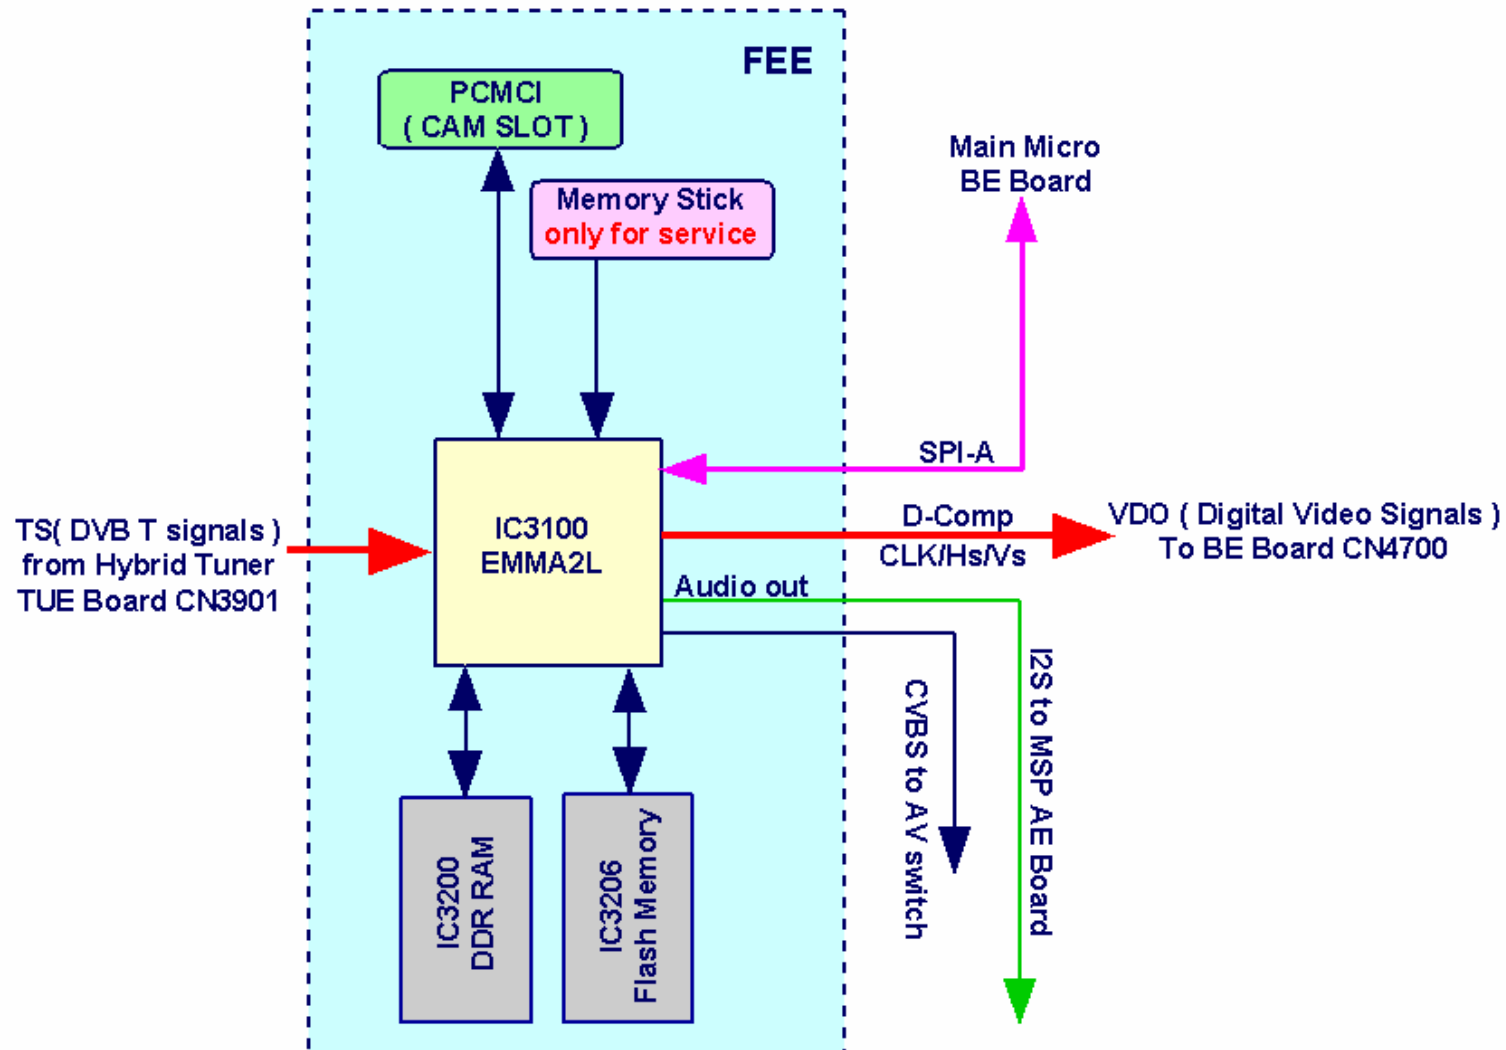 FEE
PCMCI
( CAM SLOT )
Memory Stick
only for service
Main Micro
BE Board
SPI-A
TS( DVB T signals )
from Hybrid Tuner
TUE Board CN3901
IC3100
EMMA2L
D-Comp
CLK/Hs/Vs
VDO ( Digital Video Signals )
To BE Board CN4700
Audio out
CVBS to AV switch
I2S to MSP AE Board
IC3200
DDR RAM
IC3206
Flash Memory